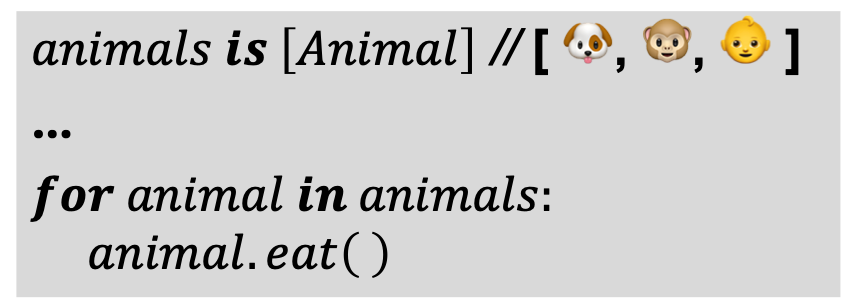 animals is [Animal] // [ 🐶, 🐵, 👶 ]
...
for animal in animals:
animal.eat( )